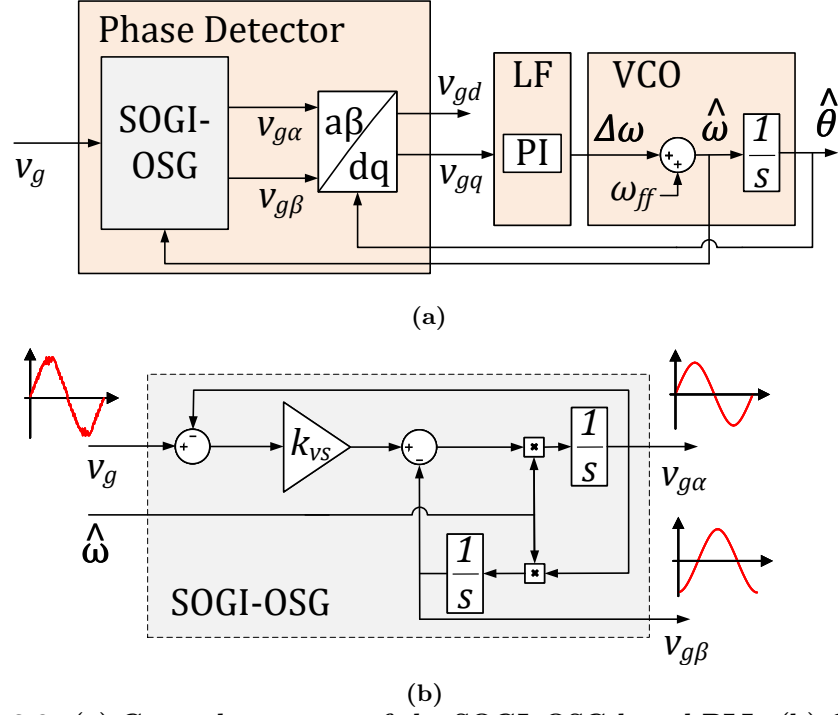 Phase Detector
LF
VCO
SOGI-
OSG
aβ
dq
PI
v_g
v_gα
v_gβ
v_gd
v_gq
Δω
+
+
ω_ff
ω̂
1
s
θ̂
(a)
v_g
+
−
k_vs
+
−
×
1
s
v_gα
ω̂
1
s
×
SOGI-OSG
v_gβ
(b)